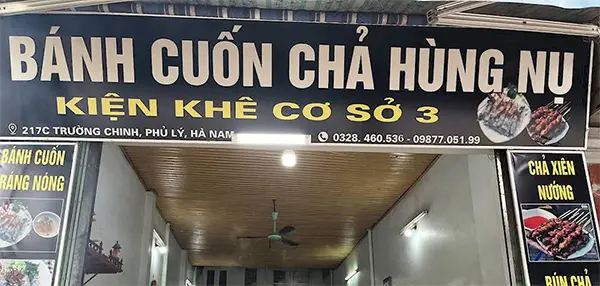 BÁNH CUỐN CHẢ HÙNG NỤ
KIỆN KHÊ CƠ SỞ 3
217C TRƯỜNG CHINH, PHỦ LÝ, HÀ NAM
0328. 460.536 - 09877.051.99
BÁNH CUỐN
RÁNG NÓNG
CHẢ XIÊN
NƯỚNG
BÚN CHẢ